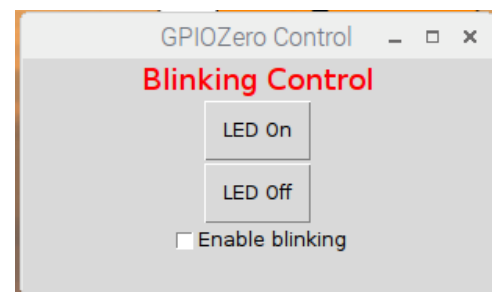 GPIOZero Control
Blinking Control
LED On
LED Off
Enable blinking